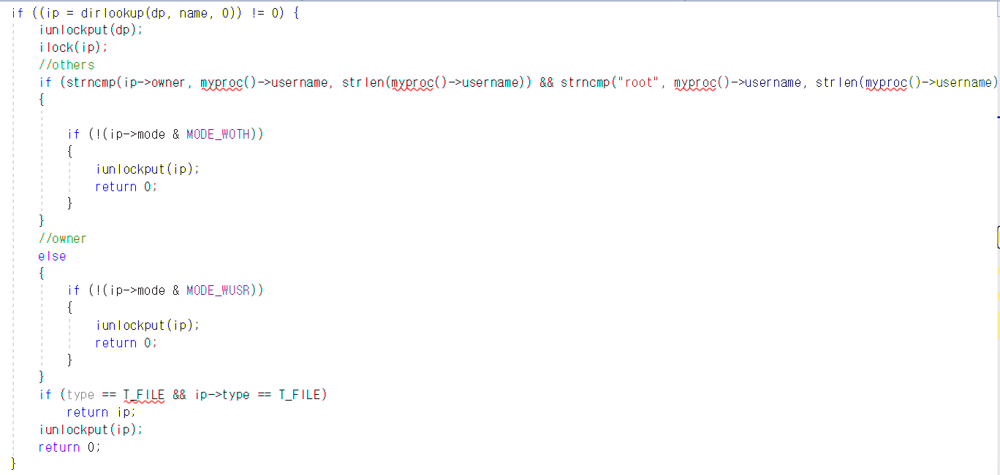 if ((ip = dirlookup(dp, name, 0)) != 0) {
iunlockput(dp);
ilock(ip);
//others
if (strncmp(ip->owner, myproc()->username, strlen(myproc()->username)) && strncmp("root", myproc()->username, strlen(myproc()->username)
{
if (!(ip->mode & MODE_WOTH))
{
iunlockput(ip);
return 0;
}
}
//owner
else
{
if (!(ip->mode & MODE_WUSR))
{
iunlockput(ip);
return 0;
}
}
if (type == T_FILE && ip->type == T_FILE)
return ip;
iunlockput(ip);
return 0;
}